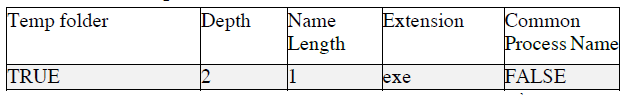 Temp folder Depth Name Length Extension Common Process Name
TRUE 2 1 exe FALSE